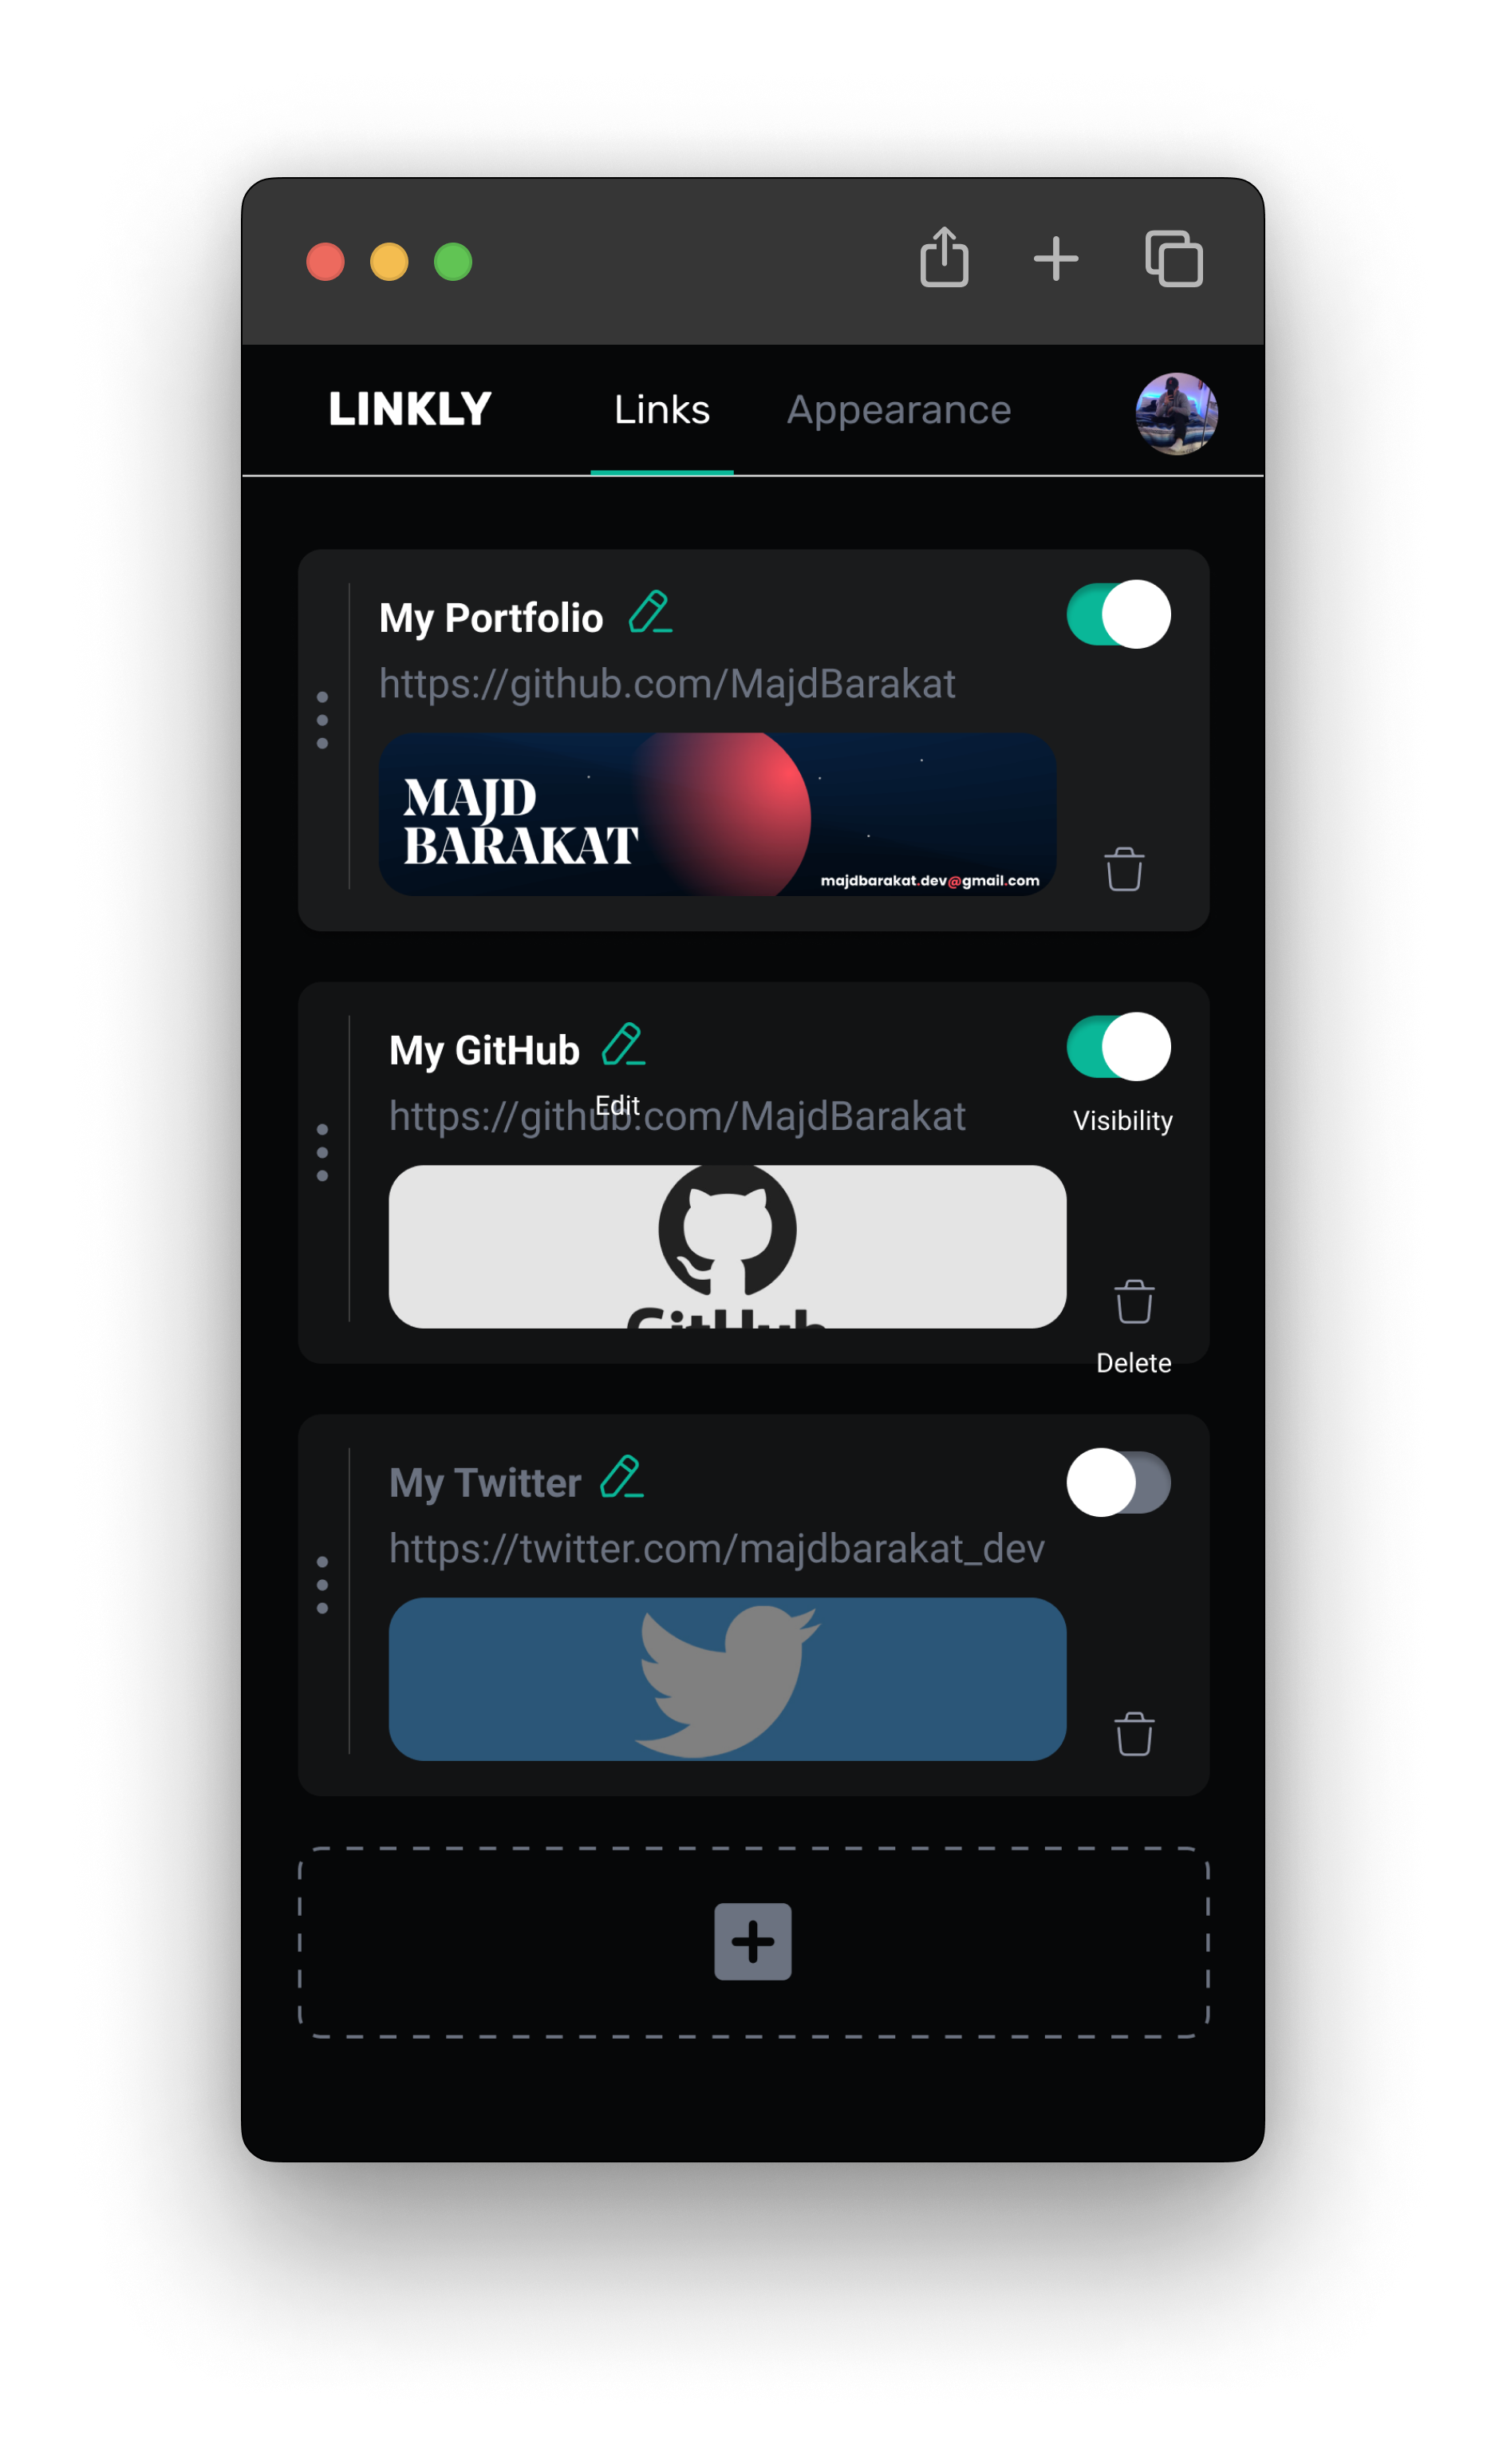 LINKLY
Links
Appearance
My Portfolio
https://github.com/MajdBarakat
MAJD
BARAKAT
majdbarakat.dev@gmail.com
My GitHub
Edit
https://github.com/MajdBarakat
Visibility
GitHub
Delete
My Twitter
https://twitter.com/majdbarakat_dev